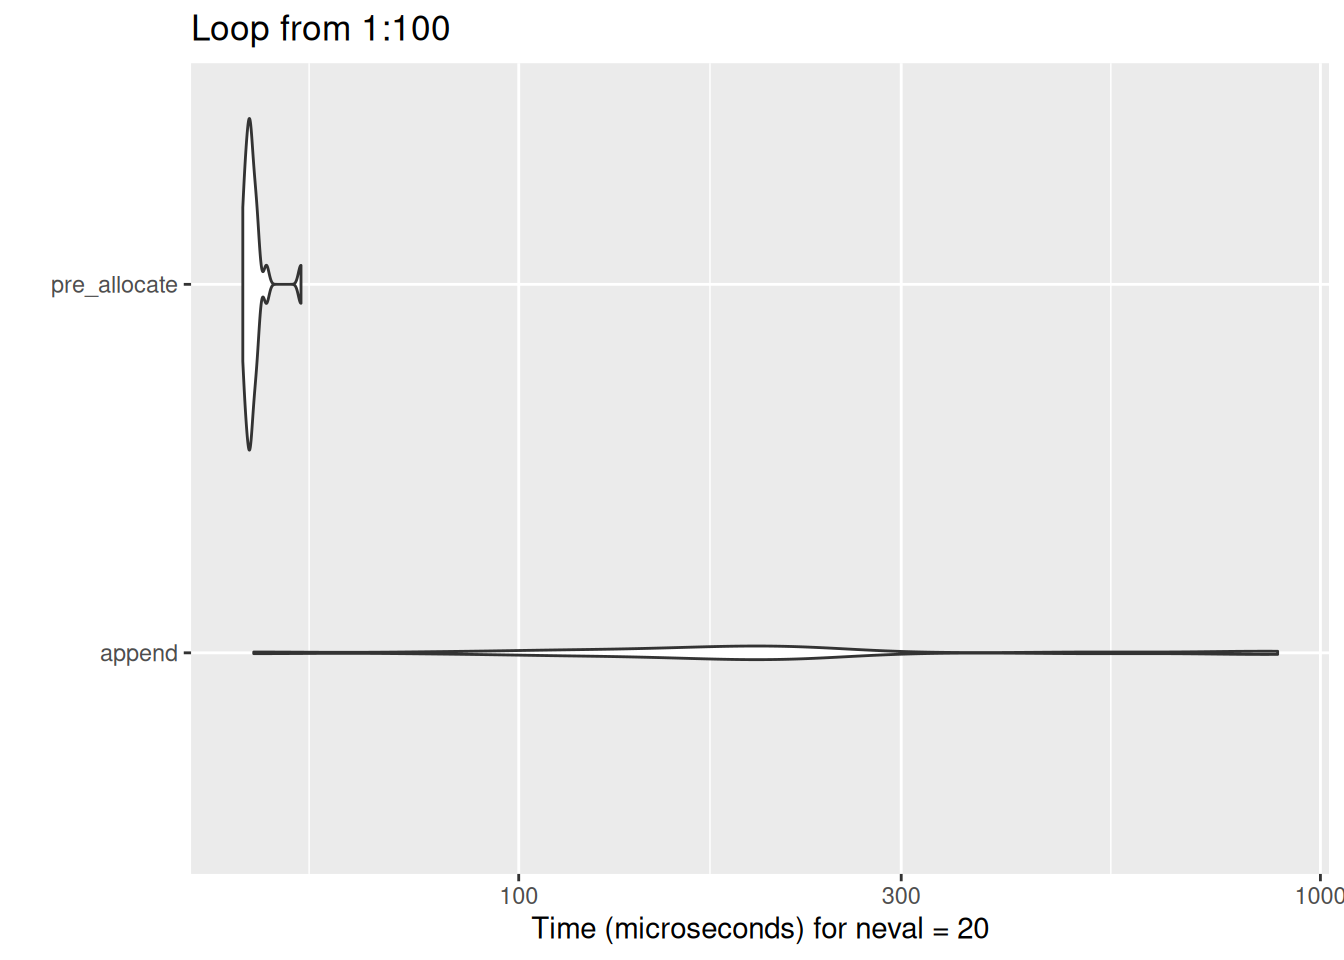 Loop from 1:100
pre_allocate
append
100
300
1000
Time (microseconds) for neval = 20